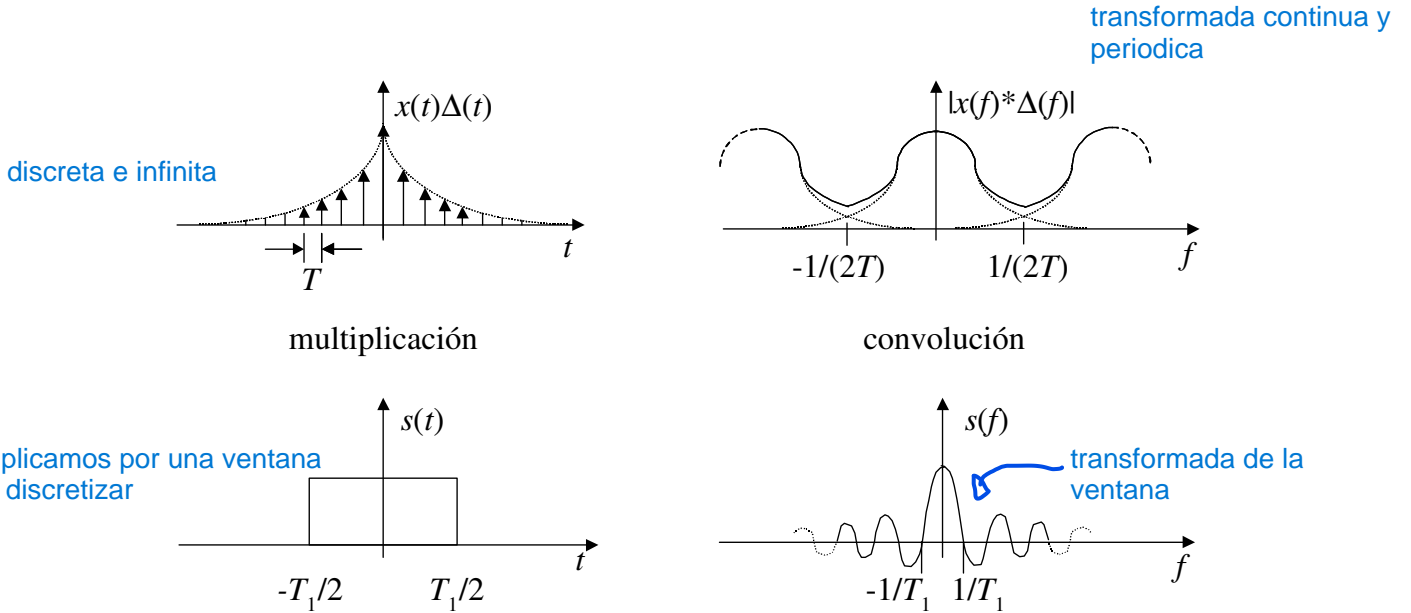 transformada continua y
periodica
x(t)Δ(t)
|x(f)*Δ(f)|
discreta e infinita
t
T
-1/(2T)
1/(2T)
f
multiplicación
convolución
s(t)
s(f)
plicamos por una ventana
discretizar
transformada de la
ventana
t
-T₁/2
T₁/2
f
-1/T₁
1/T₁